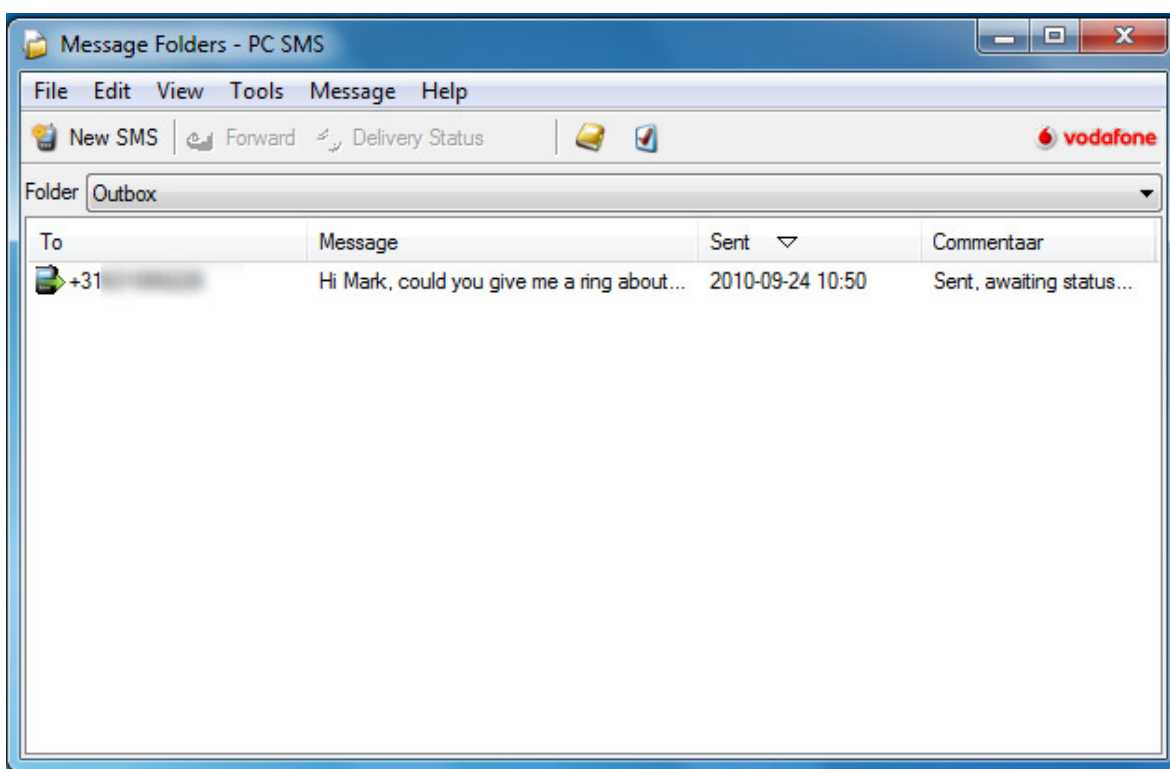 Message Folders - PC SMS
File Edit View Tools Message Help
New SMS Forward Delivery Status vodafone
Folder Outbox
To Message Sent Commentaar
+31 Hi Mark, could you give me a ring about... 2010-09-24 10:50 Sent, awaiting status...